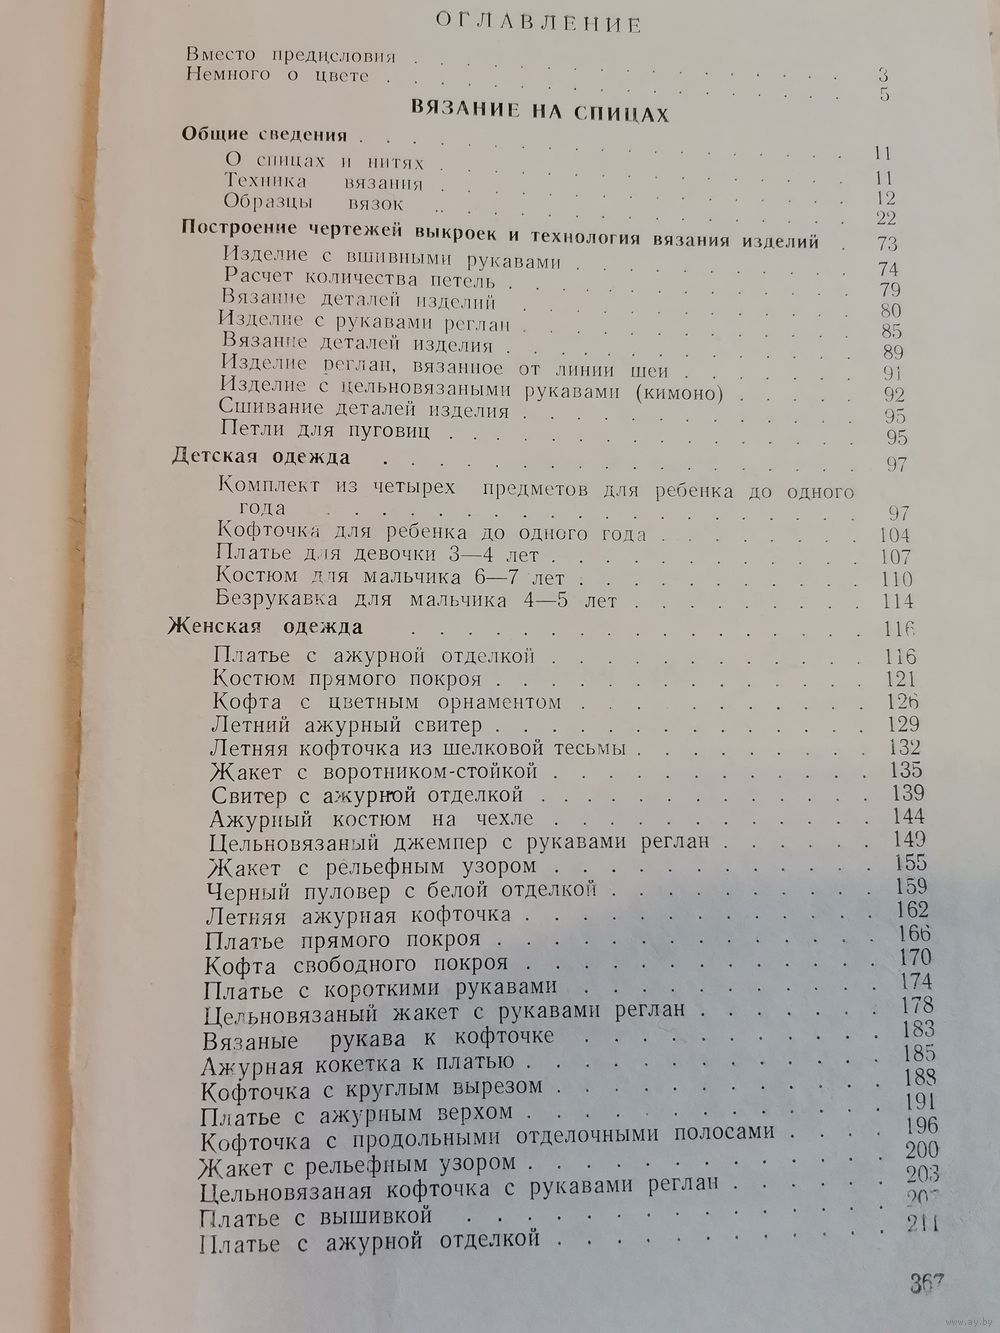 ОГЛАВЛЕНИЕ
Вместо предисловия . . . . . . . . . . 3
Немного о цвете . . . . . . . . . . 5
ВЯЗАНИЕ НА СПИЦАХ
Общие сведения . . . . . . . . . . 11
О спицах и нитях . . . . . . . . . . 11
Техника вязания . . . . . . . . . . 12
Образцы вязок . . . . . . . . . . 22
Построение чертежей выкроек и технология вязания изделий . 73
Изделие с вшивными рукавами . . . . . . . . 74
Расчет количества петель . . . . . . . . . . 79
Вязание деталей изделий . . . . . . . . . . 80
Изделие с рукавами реглан . . . . . . . . . . 85
Вязание деталей изделия . . . . . . . . . . 89
Изделие реглан, вязанное от линии шеи . . . . . . 91
Изделие с цельновязаными рукавами (кимоно) . . . . . 92
Сшивание деталей изделия . . . . . . . . . . 95
Петли для пуговиц . . . . . . . . . . 95
Детская одежда . . . . . . . . . . 97
Комплект из четырех предметов для ребенка до одного
года . . . . . . . . . . 97
Кофточка для ребенка до одного года . . . . . . . . 104
Платье для девочки 3—4 лет . . . . . . . . . . 107
Костюм для мальчика 6—7 лет . . . . . . . . . . 110
Безрукавка для мальчика 4—5 лет . . . . . . . . . 114
Женская одежда . . . . . . . . . . 116
Платье с ажурной отделкой . . . . . . . . . . 116
Костюм прямого покроя . . . . . . . . . . 121
Кофта с цветным орнаментом . . . . . . . . . . 126
Летний ажурный свитер . . . . . . . . . . 129
Летняя кофточка из шелковой тесьмы . . . . . . . . . 132
Жакет с воротником-стойкой . . . . . . . . . . 135
Свитер с ажурной отделкой . . . . . . . . . . 139
Ажурный костюм на чехле . . . . . . . . . . 144
Цельновязаный джемпер с рукавами реглан . . . . . . 149
Жакет с рельефным узором . . . . . . . . . . 155
Черный пуловер с белой отделкой . . . . . . . . . . 159
Летняя ажурная кофточка . . . . . . . . . . 162
Платье прямого покроя . . . . . . . . . . 166
Кофта свободного покроя . . . . . . . . . . 170
Платье с короткими рукавами . . . . . . . . . . 174
Цельновязаный жакет с рукавами реглан . . . . . . . 178
Вязаные рукава к кофточке . . . . . . . . . . 183
Ажурная кокетка к платью . . . . . . . . . . 185
Кофточка с круглым вырезом . . . . . . . . . . 188
Платье с ажурным верхом . . . . . . . . . . 191
Кофточка с продольными отделочными полосами . . . . 196
Жакет с рельефным узором . . . . . . . . . . 200
Цельновязаная кофточка с рукавами реглан . . . . . . 203
Платье с вышивкой . . . . . . . . . .
Платье с ажурной отделкой . . . . . . . . . . 211
367
www.ay.by